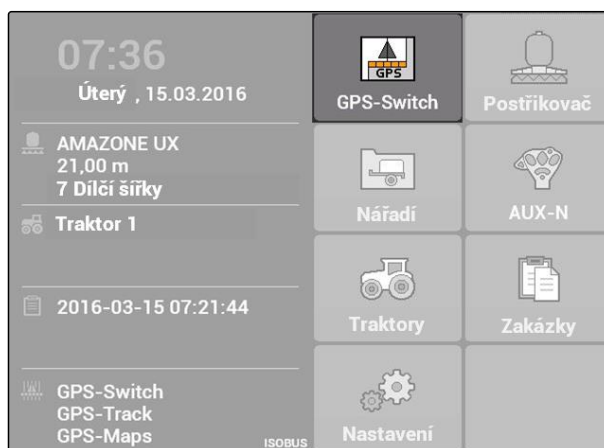 07:36
Úterý , 15.03.2016
AMAZONE UX
21,00 m
7 Dílčí šířky
Traktor 1
2016-03-15 07:21:44
GPS-Switch
GPS-Track
GPS-Maps
ISOBUS
GPS
GPS-Switch
Postřikovač
Nářadí
AUX-N
Traktory
Zakázky
Nastavení